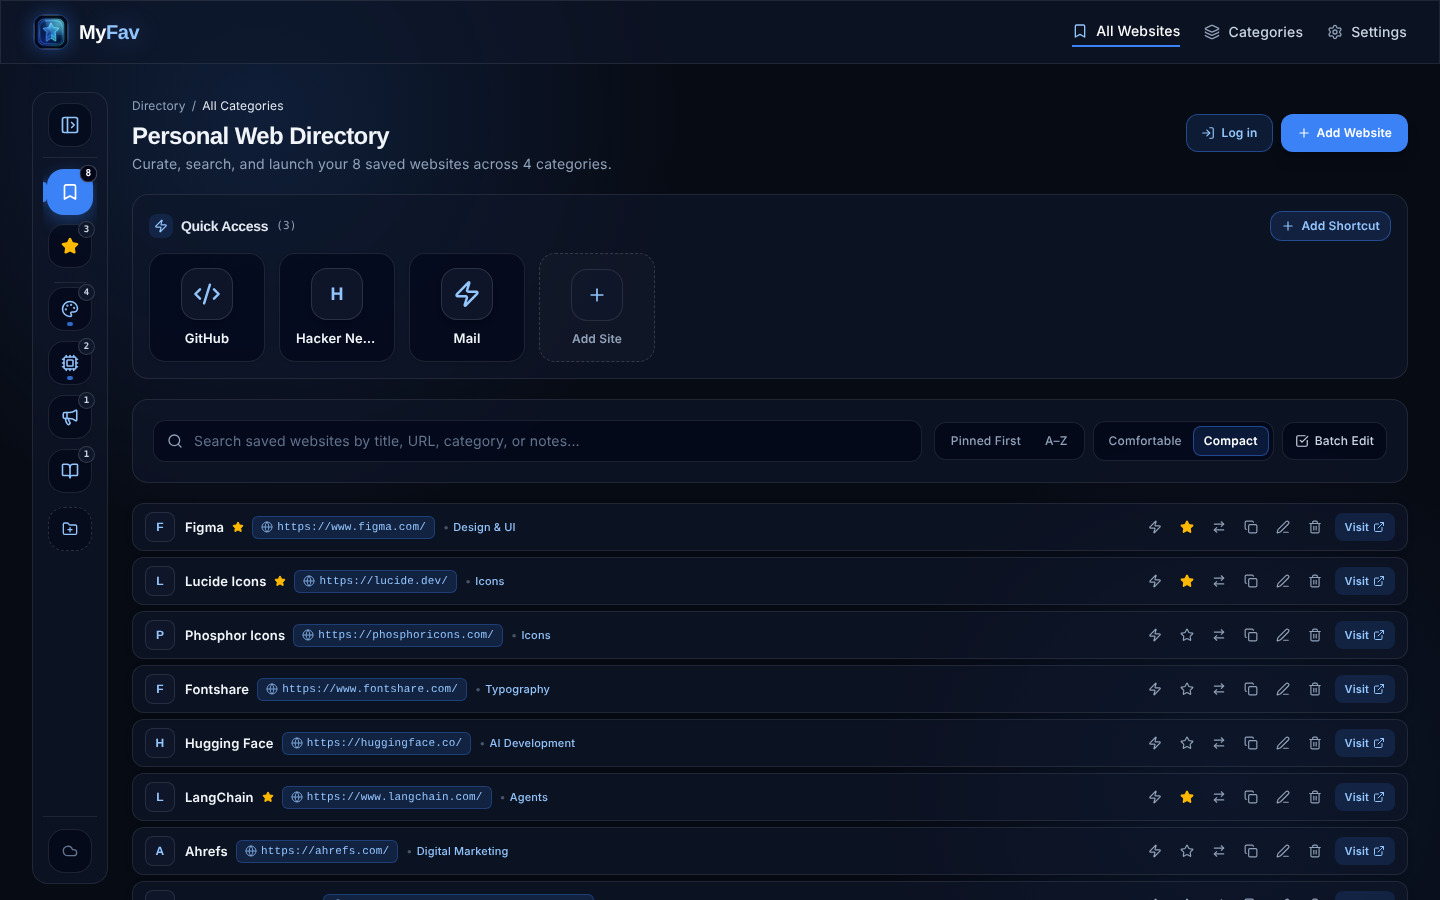 MyFav
All Websites
Categories
Settings
Directory / All Categories
Personal Web Directory
Curate, search, and launch your 8 saved websites across 4 categories.
Log in
Add Website
8
3
4
2
1
1
Quick Access (3)
Add Shortcut
GitHub
H
Hacker Ne...
Mail
Add Site
Search saved websites by title, URL, category, or notes...
Pinned First
A–Z
Comfortable
Compact
Batch Edit
F Figma https://www.figma.com/ • Design & UI Visit
L Lucide Icons https://lucide.dev/ • Icons Visit
P Phosphor Icons https://phosphoricons.com/ • Icons Visit
F Fontshare https://www.fontshare.com/ • Typography Visit
H Hugging Face https://huggingface.co/ • AI Development Visit
L LangChain https://www.langchain.com/ • Agents Visit
A Ahrefs https://ahrefs.com/ • Digital Marketing Visit